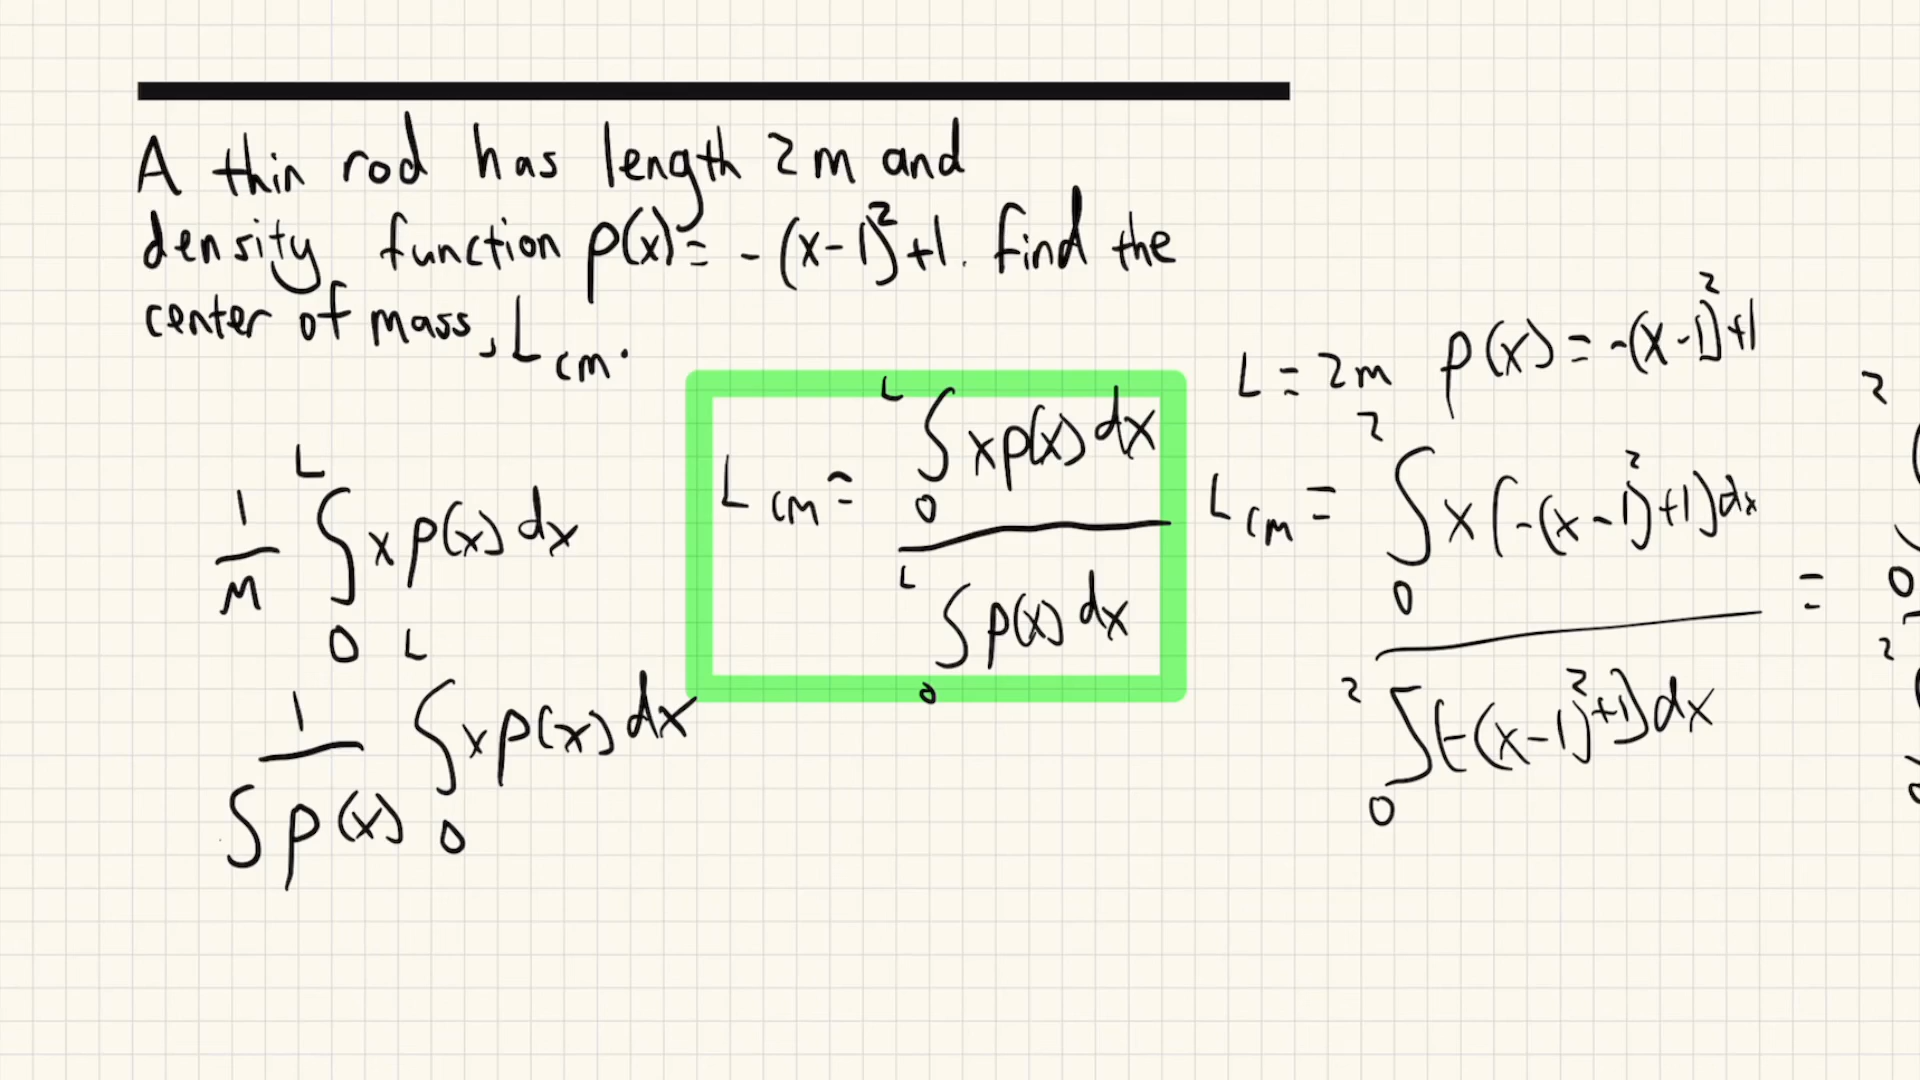 A thin rod has length 2m and
density function ρ(x) = -(x-1)²+1. Find the
center of mass, L_cm.
1/M ∫₀ᴸ xρ(x) dx
1/∫ρ(x) ∫₀ᴸ xρ(x) dx
L_cm = ∫₀ᴸ xρ(x) dx / ∫₀ᴸ ρ(x) dx
L = 2m ρ(x) = -(x-1)²+1
L_cm = ∫₀² x(-(x-1)²+1)dx / ∫₀² (-(x-1)²+1)dx =